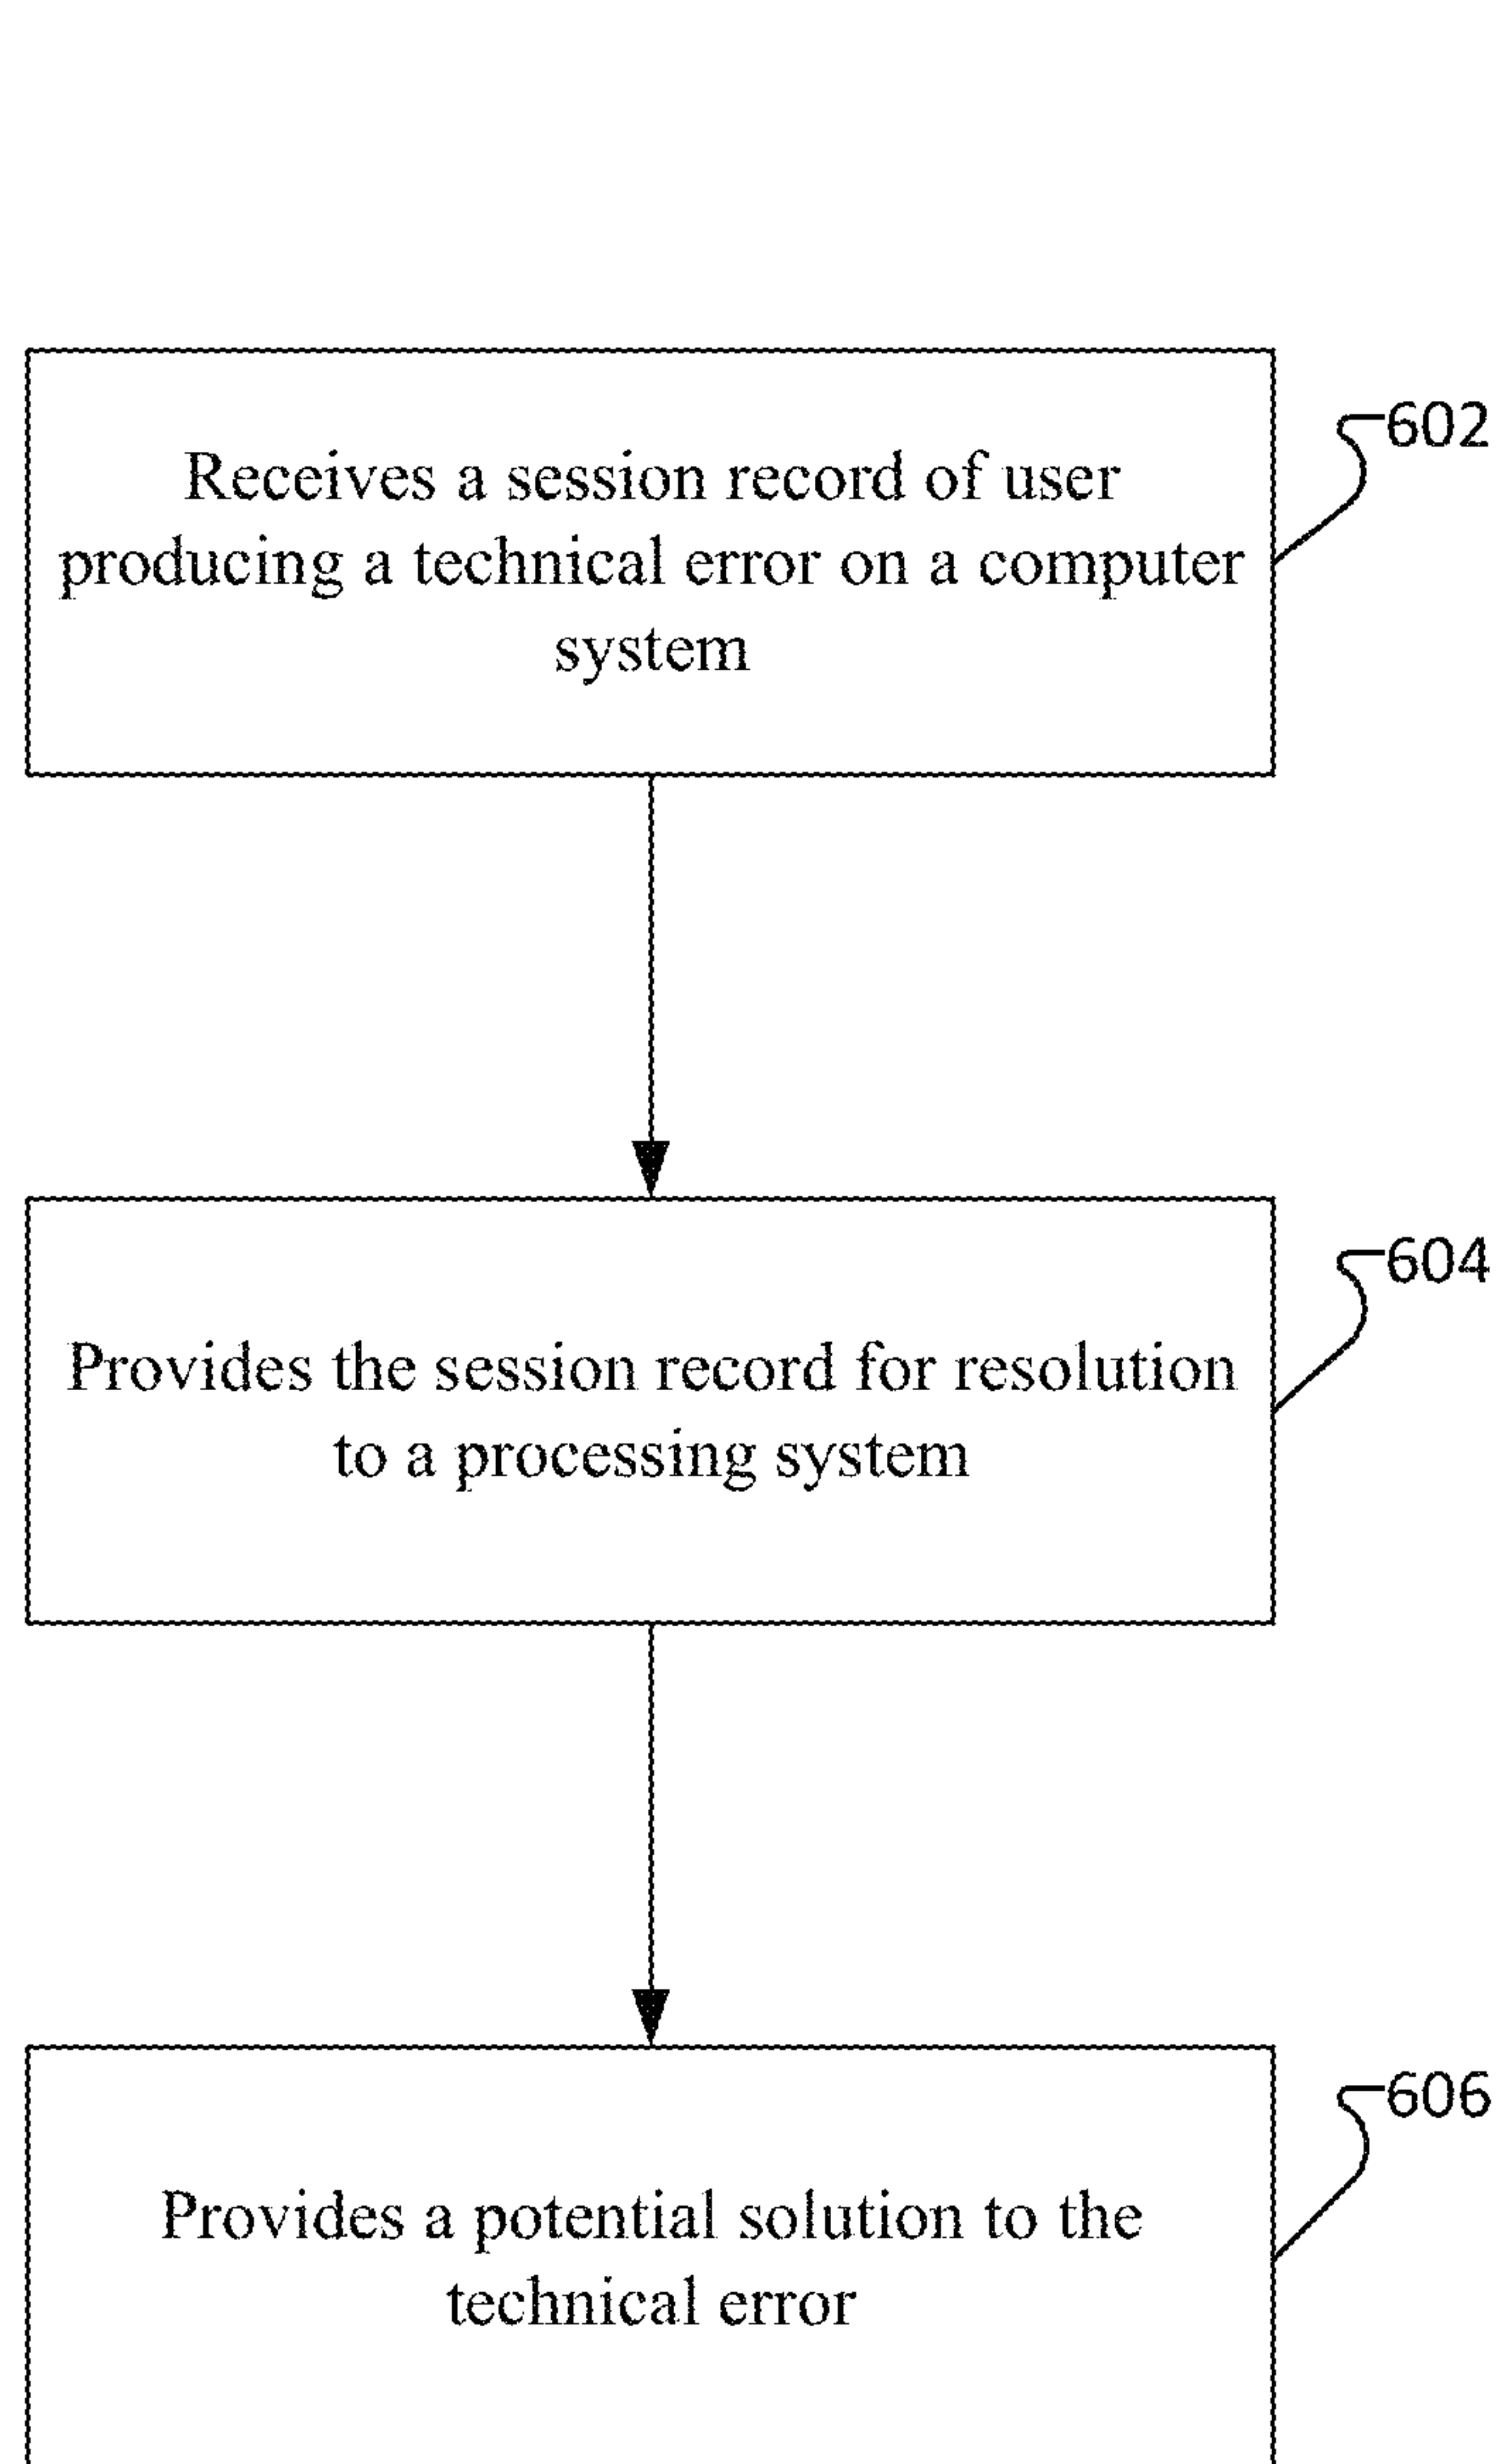 Receives a session record of user
602
producing a technical error on a computer
system
Provides the session record for resolution
604
to a processing system
Provides a potential solution to the
606
technical error